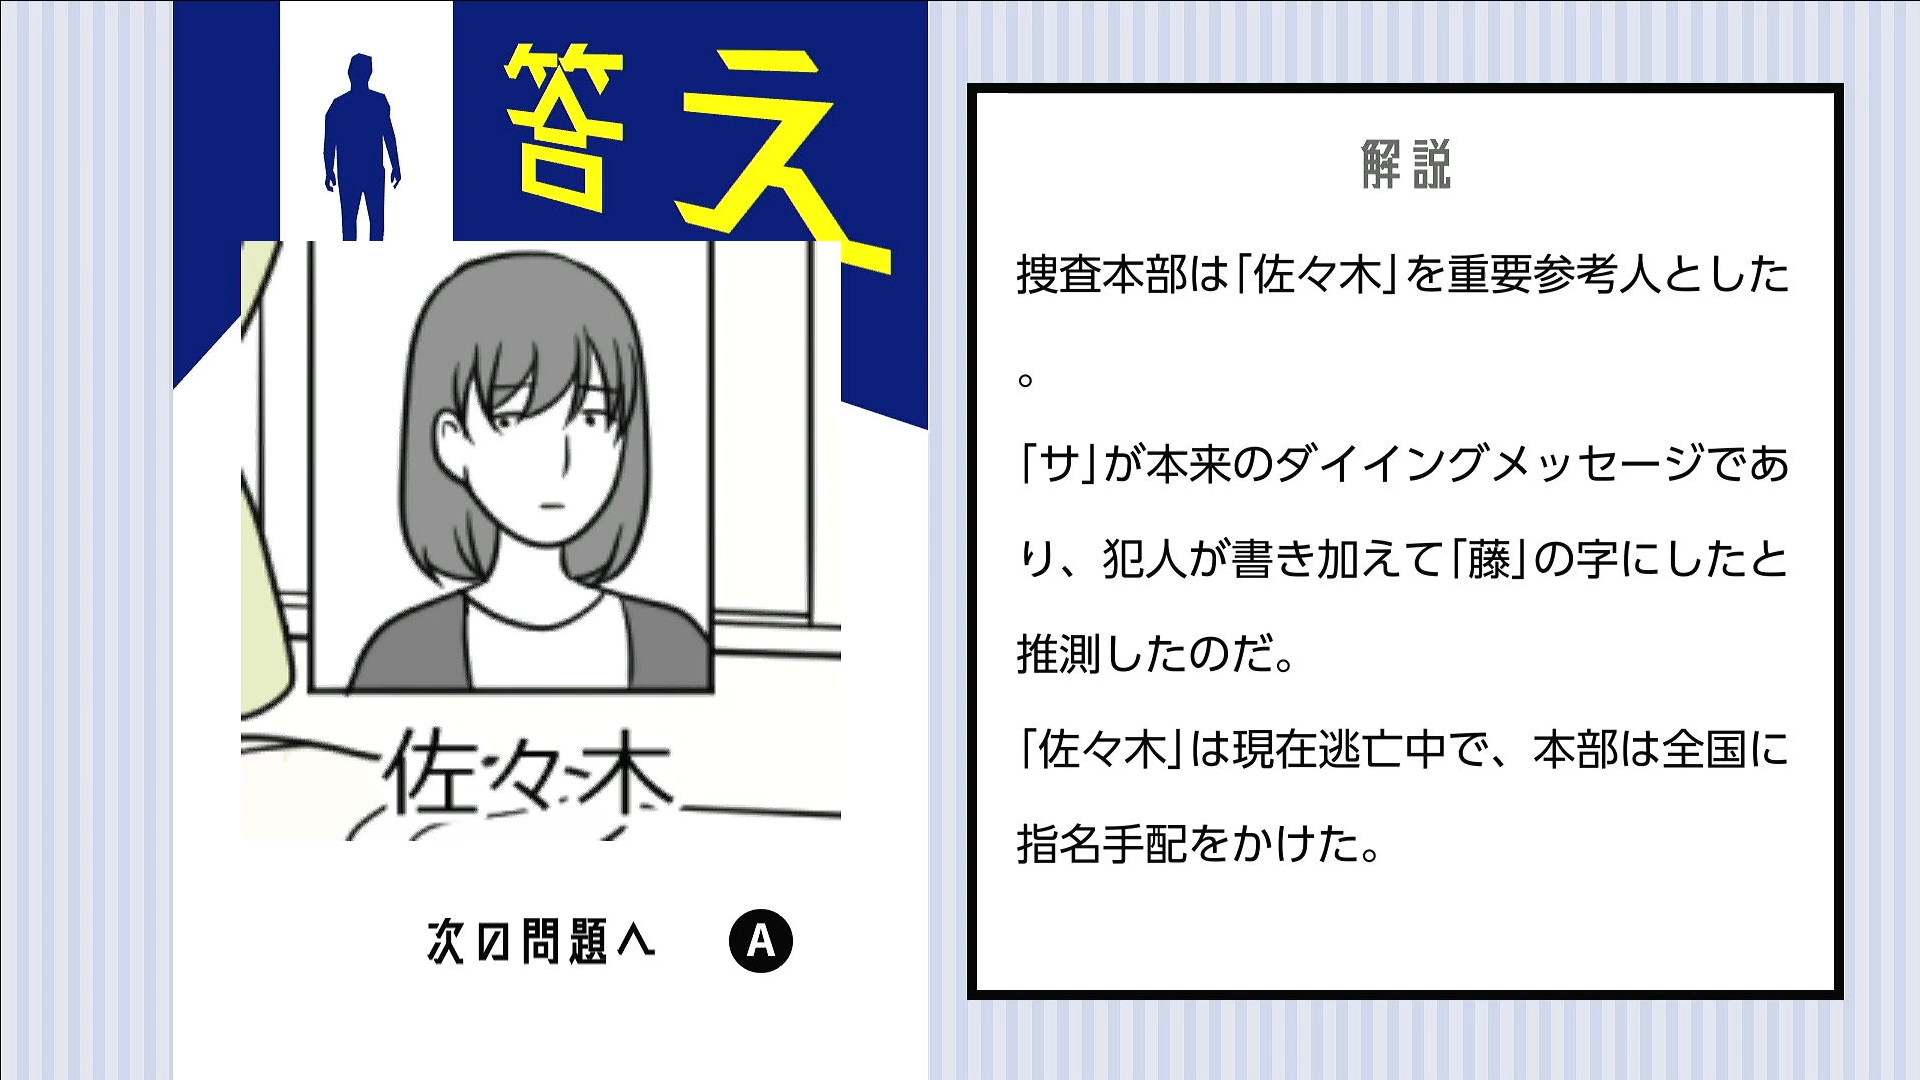 答え
佐々木
次の問題へ A
解説
捜査本部は「佐々木」を重要参考人とした
。
「サ」が本来のダイイングメッセージであ
り、犯人が書き加えて「藤」の字にしたと
推測したのだ。
「佐々木」は現在逃亡中で、本部は全国に
指名手配をかけた。